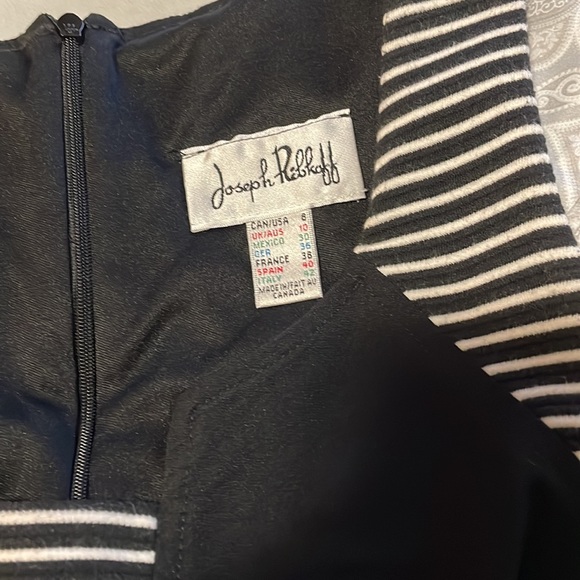 Joseph Ribkoff
CAN/USA 8
UK/AUS 10
MEXICO 30
GER 36
FRANCE 38
SPAIN 40
ITALY 42
MADE IN/FAIT AU
CANADA